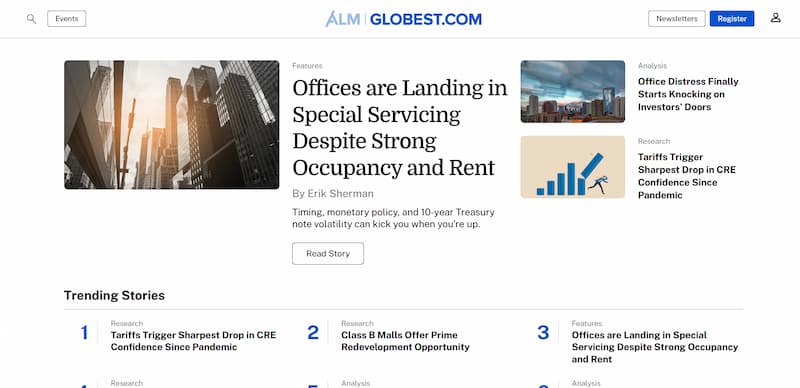 Events
ALM | GLOBEST.COM
Newsletters
Register
Features
Offices are Landing in
Special Servicing
Despite Strong
Occupancy and Rent
By Erik Sherman
Timing, monetary policy, and 10-year Treasury
note volatility can kick you when you're up.
Read Story
Analysis
Office Distress Finally
Starts Knocking on
Investors' Doors
Research
Tariffs Trigger
Sharpest Drop in CRE
Confidence Since
Pandemic
Trending Stories
1
Research
Tariffs Trigger Sharpest Drop in CRE
Confidence Since Pandemic
2
Research
Class B Malls Offer Prime
Redevelopment Opportunity
3
Features
Offices are Landing in Special
Servicing Despite Strong Occupancy
and Rent
Research
Analysis
Analysis